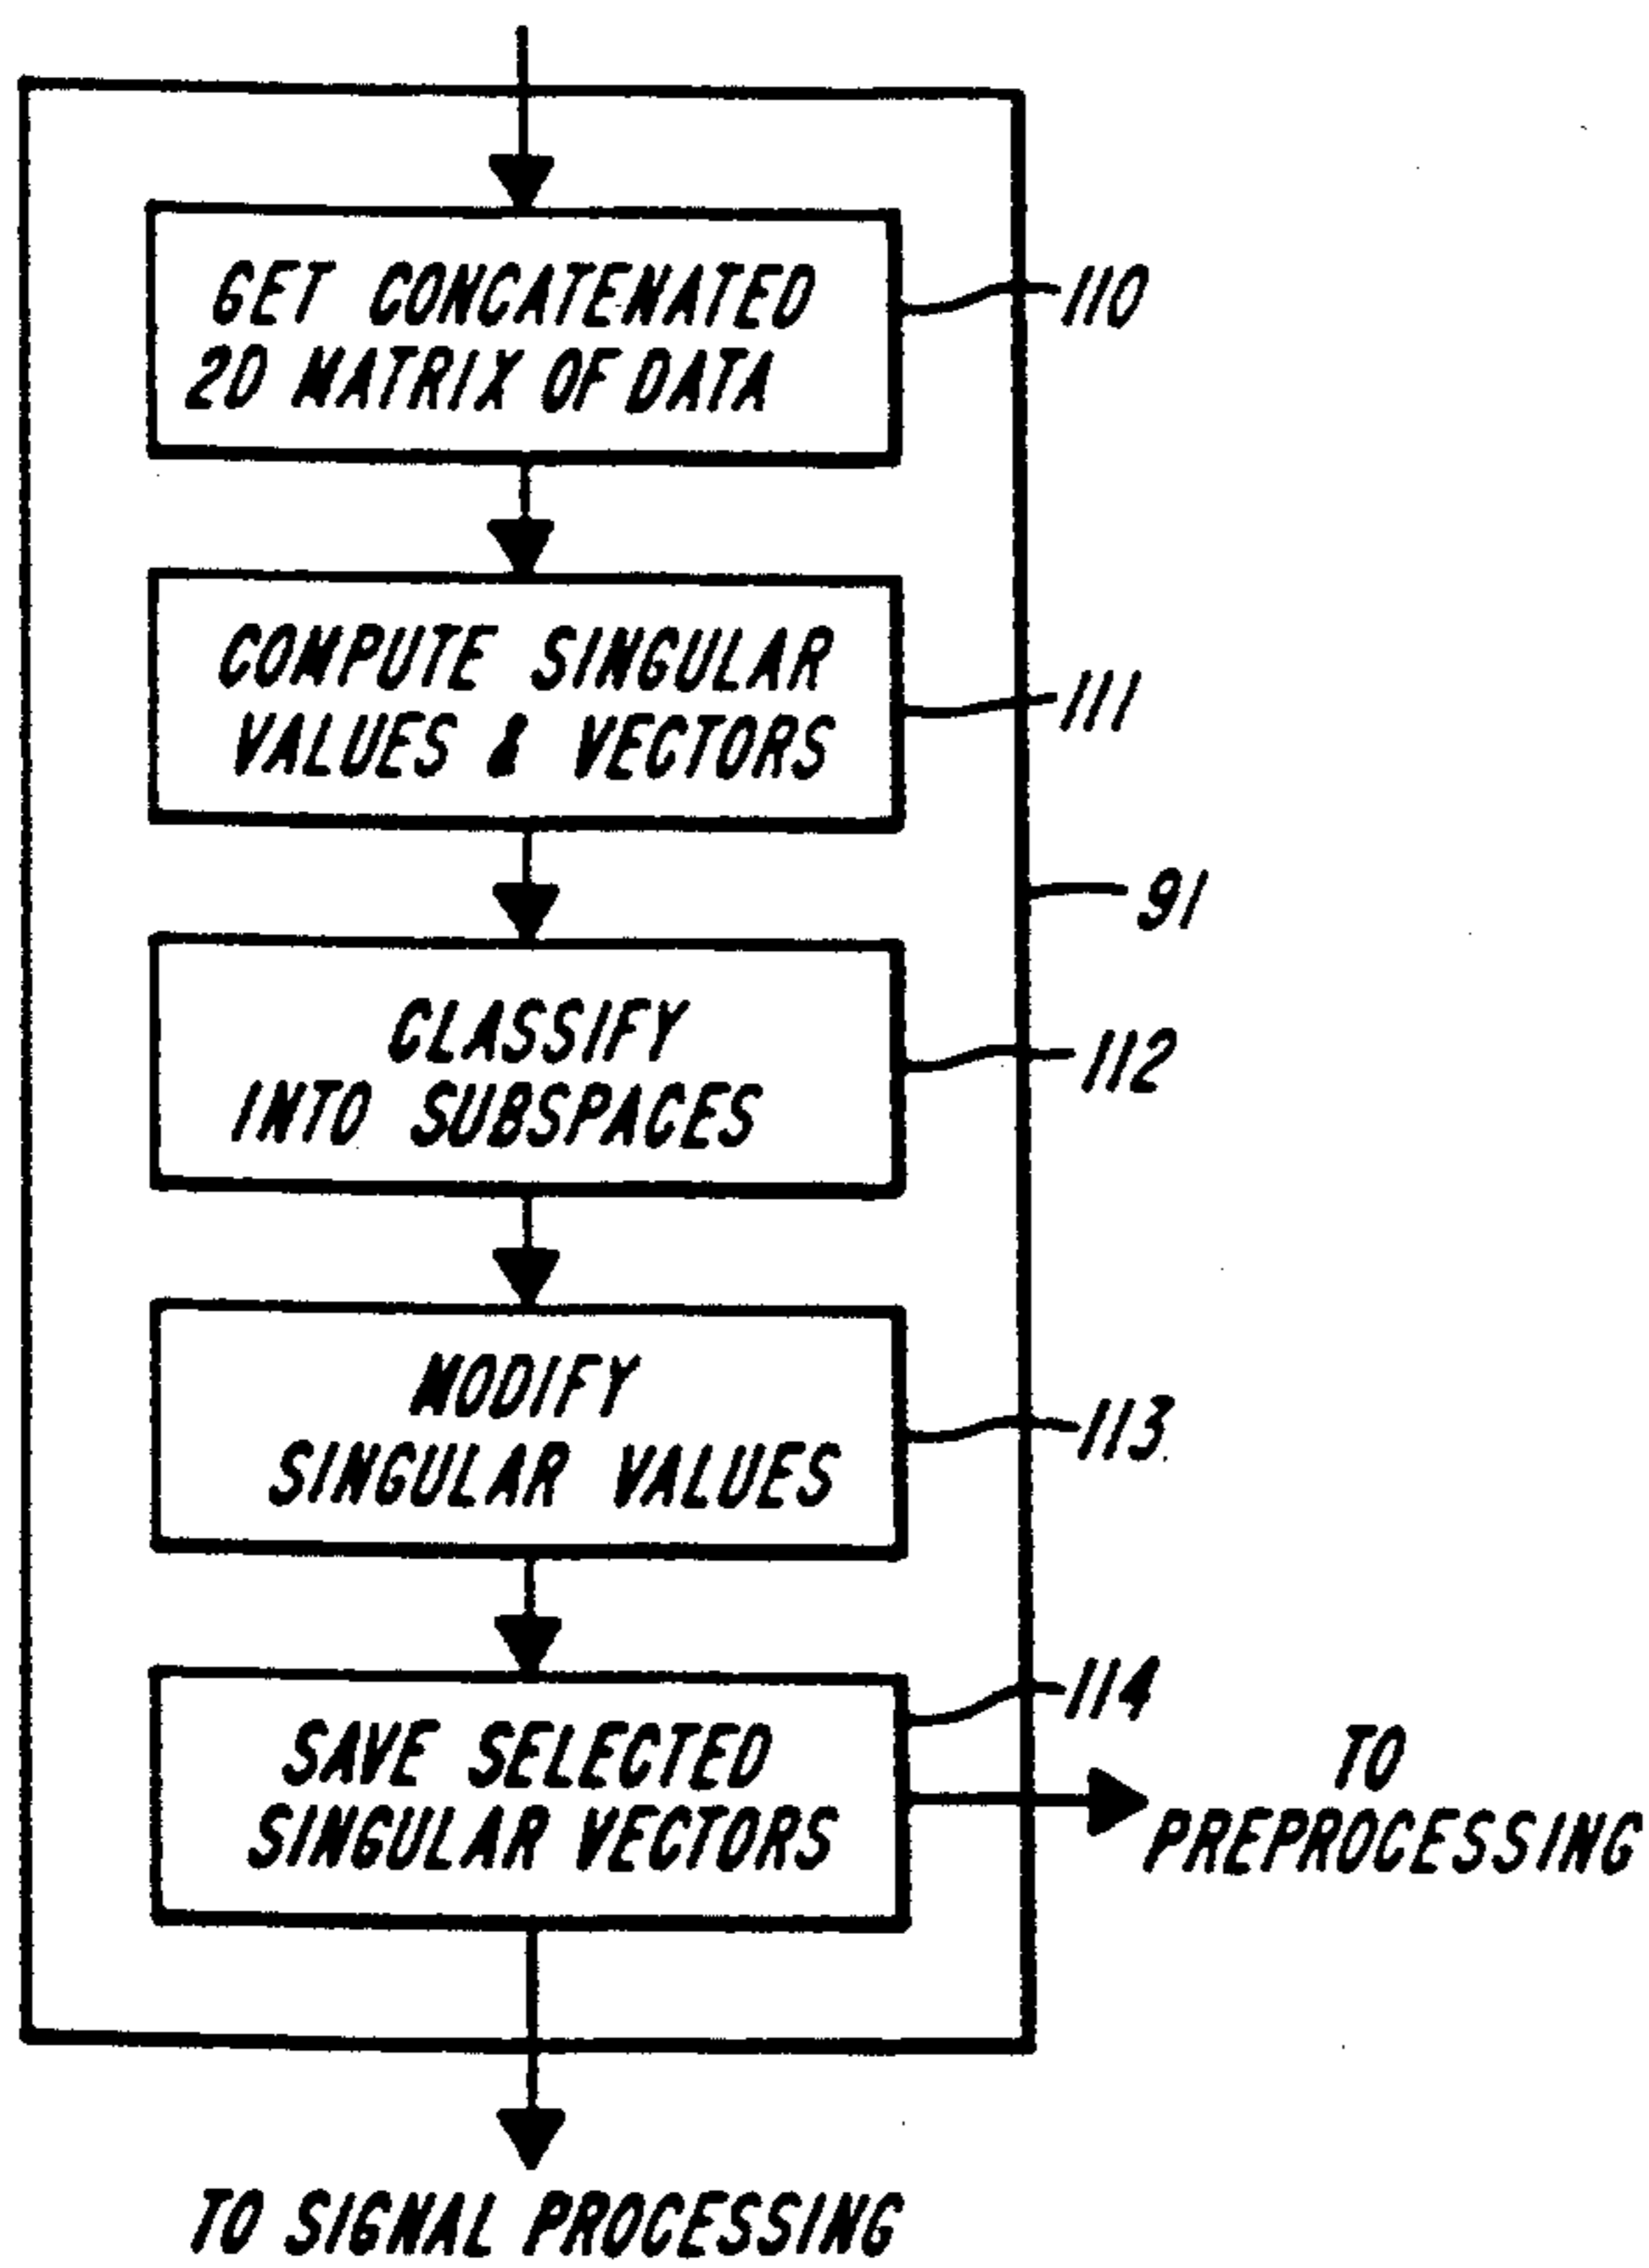 GET CONCATENATED
2D MATRIX OF DATA
110
COMPUTE SINGULAR
VALUES & VECTORS
111
91
CLASSIFY
INTO SUBSPACES
112
MODIFY
SINGULAR VALUES
113
SAVE SELECTED
SINGULAR VECTORS
114
TO
PREPROCESSING
TO SIGNAL PROCESSING